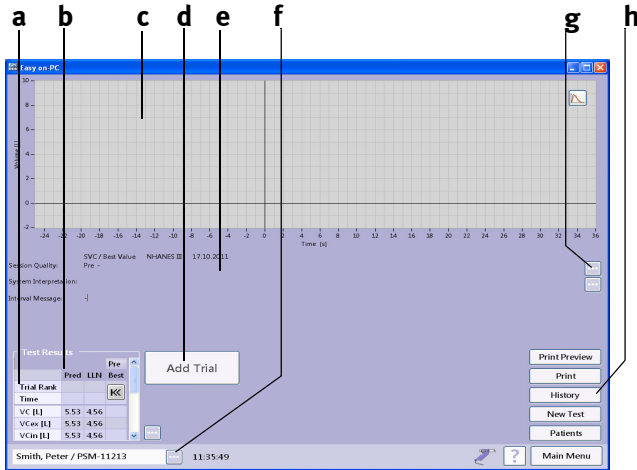 a b c d e f g h
Easy on-PC
10
8
6
4
2
0
-2
Volume [L]
-24 -22 -20 -18 -16 -14 -12 -10 -8 -6 -4 -2 0 2 4 6 8 10 12 14 16 18 20 22 24 26 28 30 32 34 36
Time [s]
SVC / Best Value NHANES III 17.10.2011
Session Quality: Pre -
System Interpretation:
Interval Message: -
Test Results
Pre
Pred LLN Best
Trial Rank
Time
VC [L] 5.53 4.56
VCex [L] 5.53 4.56
VCin [L] 5.53 4.56
Add Trial
Print Preview
Print
History
New Test
Patients
Smith, Peter / PSM-11213 ... 11:35:49 ? Main Menu